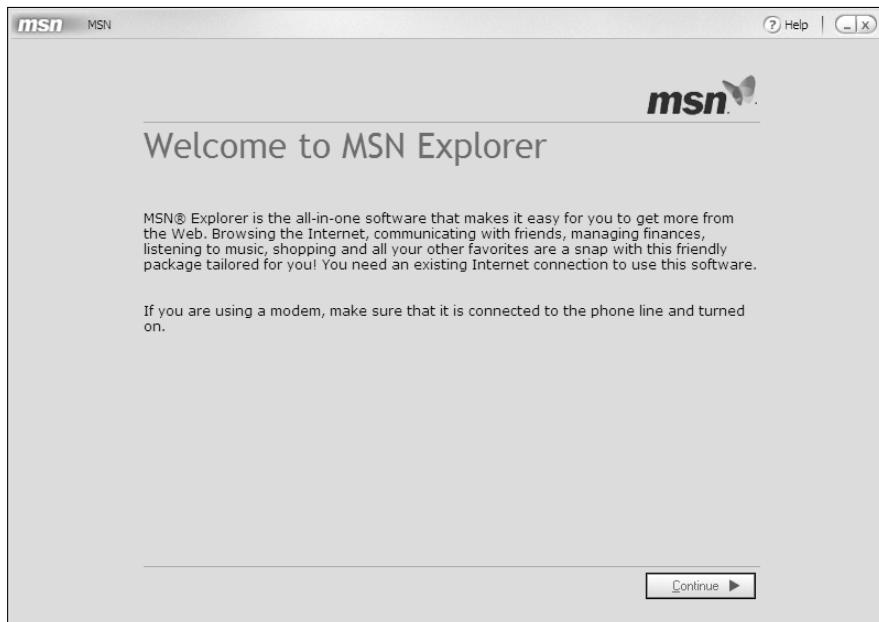 msn MSN Help
msn
Welcome to MSN Explorer
MSN® Explorer is the all-in-one software that makes it easy for you to get more from
the Web. Browsing the Internet, communicating with friends, managing finances,
listening to music, shopping and all your other favorites are a snap with this friendly
package tailored for you! You need an existing Internet connection to use this software.
If you are using a modem, make sure that it is connected to the phone line and turned
on.
Continue